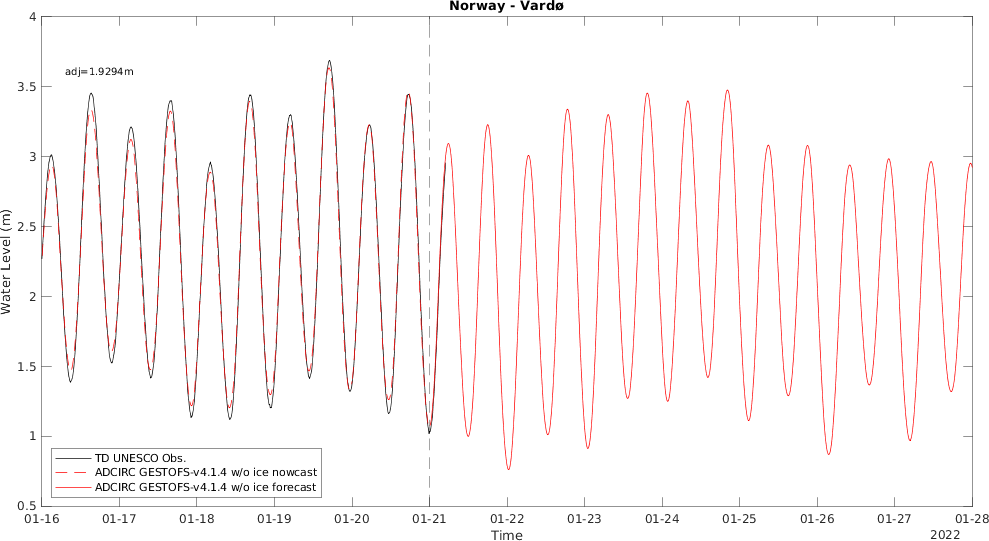 Norway - Vardø
4
3.5
3
2.5
2
1.5
1
0.5
Water Level (m)
adj=1.9294m
TD UNESCO Obs.
ADCIRC GESTOFS-v4.1.4 w/o ice nowcast
ADCIRC GESTOFS-v4.1.4 w/o ice forecast
01-16 01-17 01-18 01-19 01-20 01-21 01-22 01-23 01-24 01-25 01-26 01-27 01-28
Time
2022